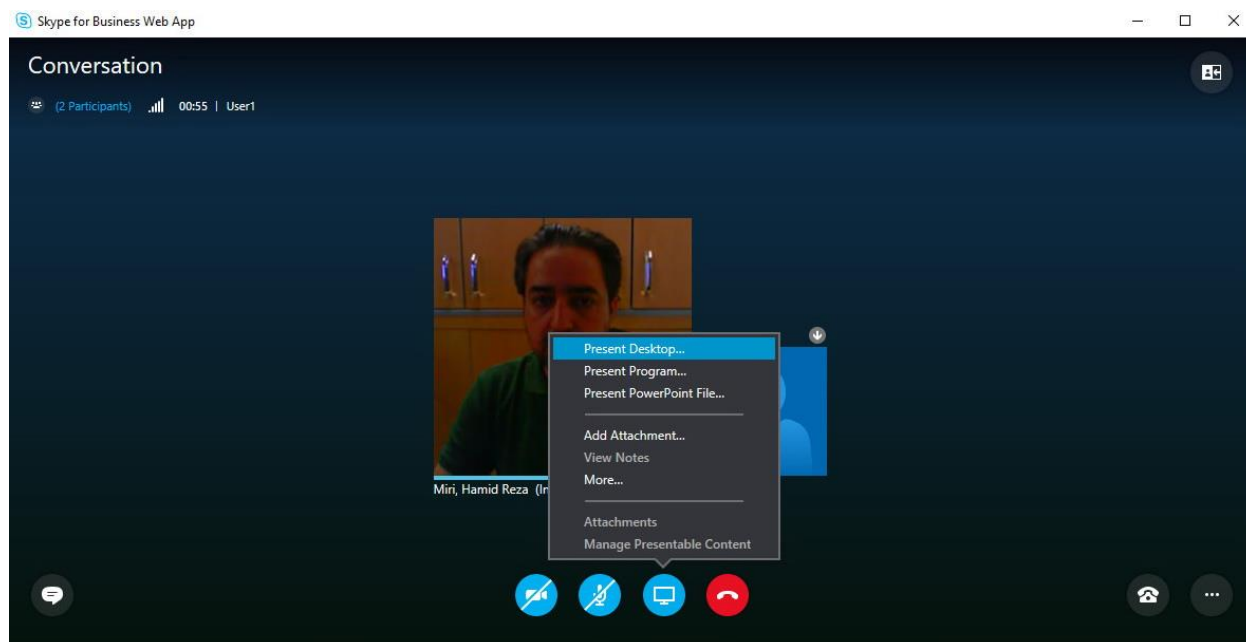 Skype for Business Web App
Conversation
(2 Participants) 00:55 | User1
Present Desktop...
Present Program...
Present PowerPoint File...
Add Attachment...
View Notes
More...
Miri, Hamid Reza (In
Attachments
Manage Presentable Content